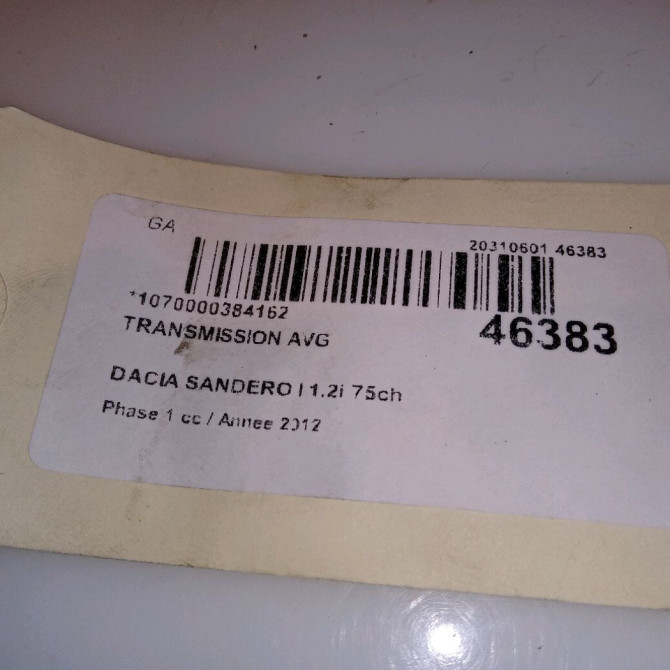 GA
20310601 46383
*1070000384162
46383
TRANSMISSION AVG
DACIA SANDERO I 1.2i 75ch
Phase 1 cc / Annee 2012